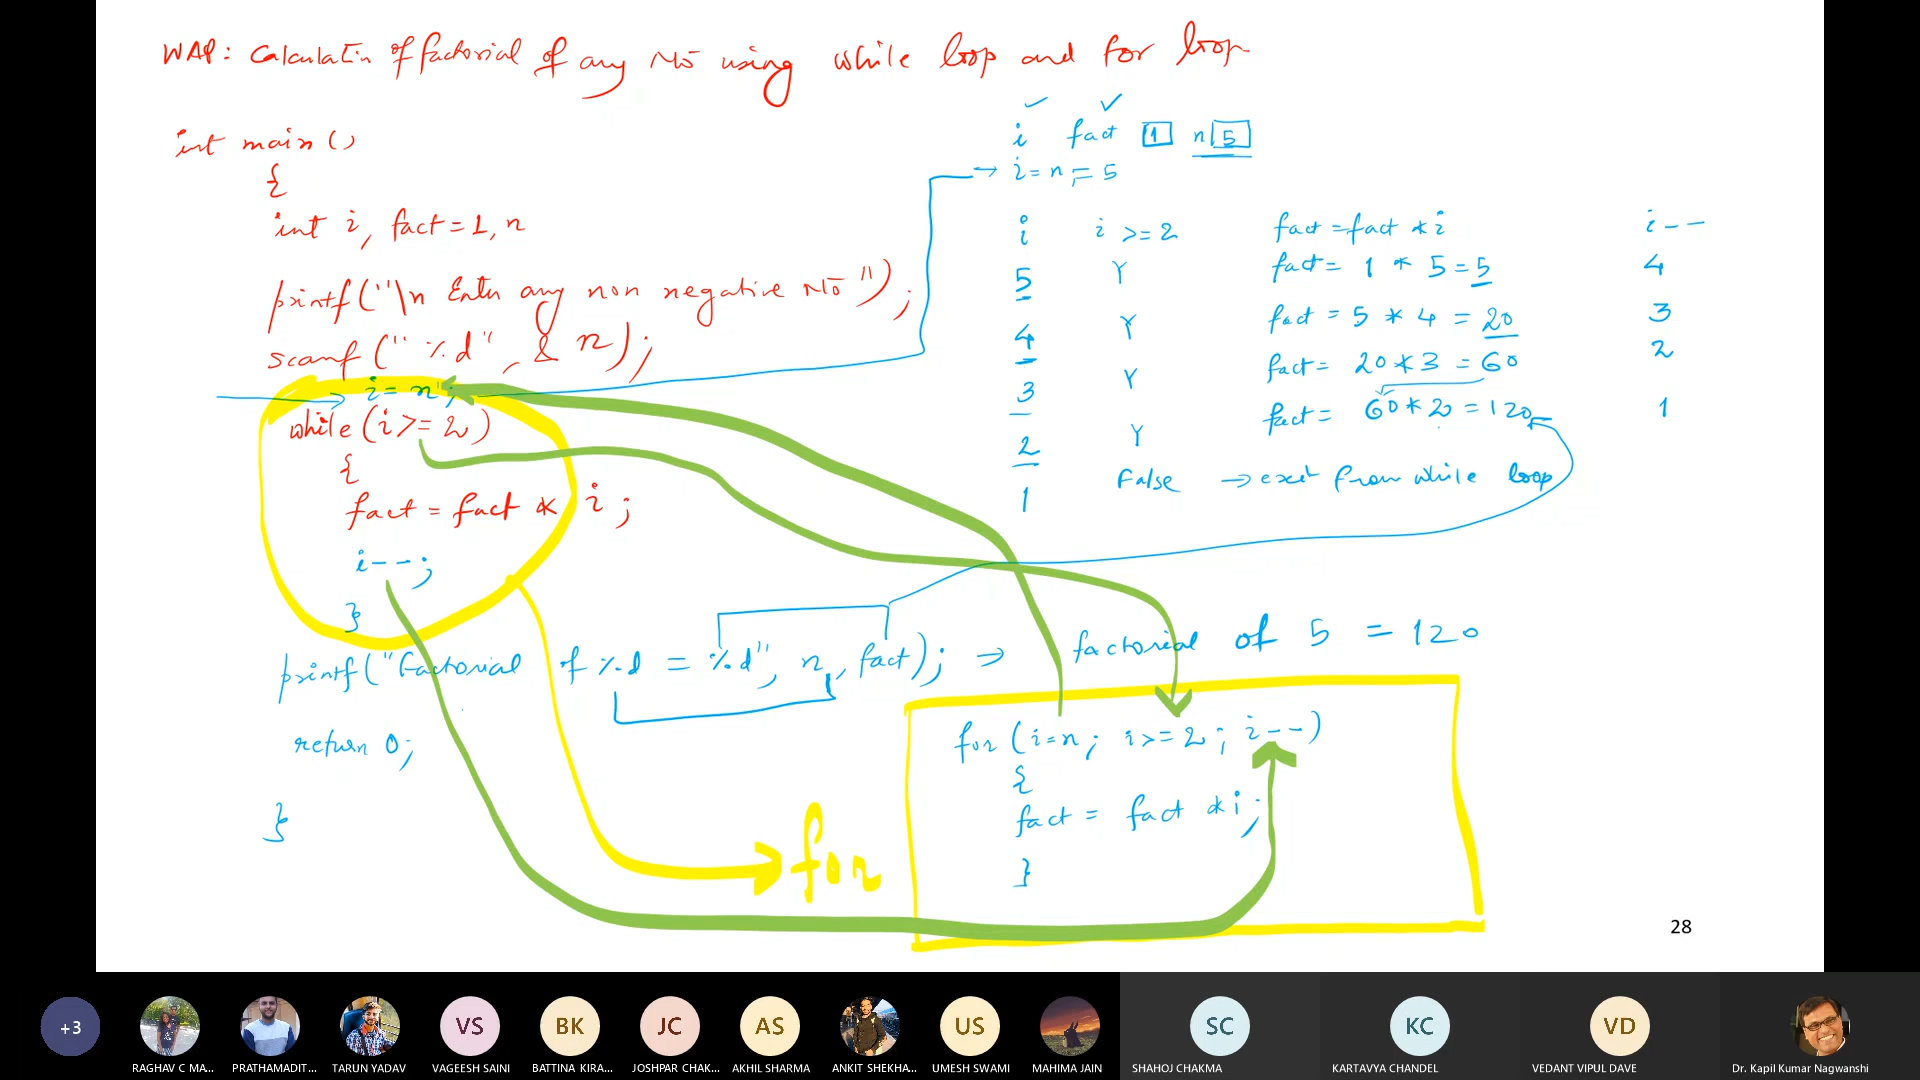 WAP: Calculatin of factorial of any No using while loop and for loop
int main ()
{
int i, fact = 1, n
printf("\n Enter any non negative No");
scanf ("%d", & n);
i = n;
while (i >= 2)
{
fact = fact * i ;
i--;
}
printf("Factorial of %d = %d", n, fact); → factorial of 5 = 120
return 0;
}
i fact 1 n 5
→ i = n = 5
i i >= 2 fact = fact * i i--
5 Y fact = 1 * 5 = 5 4
4 Y fact = 5 * 4 = 20 3
3 Y fact = 20 * 3 = 60 2
2 Y fact = 60 * 2 = 120 1
1 False → exit from while loop
for
for (i=n; i>=2; i--)
{
fact = fact * i;
}
28
+3
RAGHAV C MA...
PRATHAMADIT...
TARUN YADAV
VS
VAGEESH SAINI
BK
BATTINA KIRA...
JC
JOSHPAR CHAK...
AS
AKHIL SHARMA
ANKIT SHEKHA...
US
UMESH SWAMI
MAHIMA JAIN
SC
SHAHOJ CHAKMA
KC
KARTAVYA CHANDEL
VD
VEDANT VIPUL DAVE
Dr. Kapil Kumar Nagwanshi